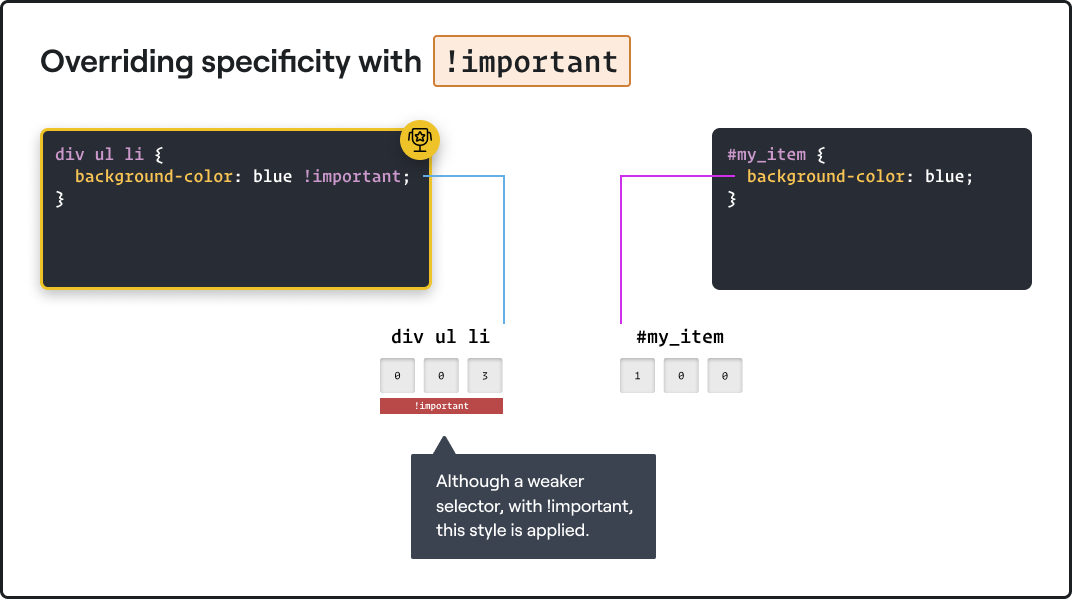 Overriding specificity with !important
div ul li {
background-color: blue !important;
}
#my_item {
background-color: blue;
}
div ul li
0 0 3
!important
#my_item
1 0 0
Although a weaker
selector, with !important,
this style is applied.